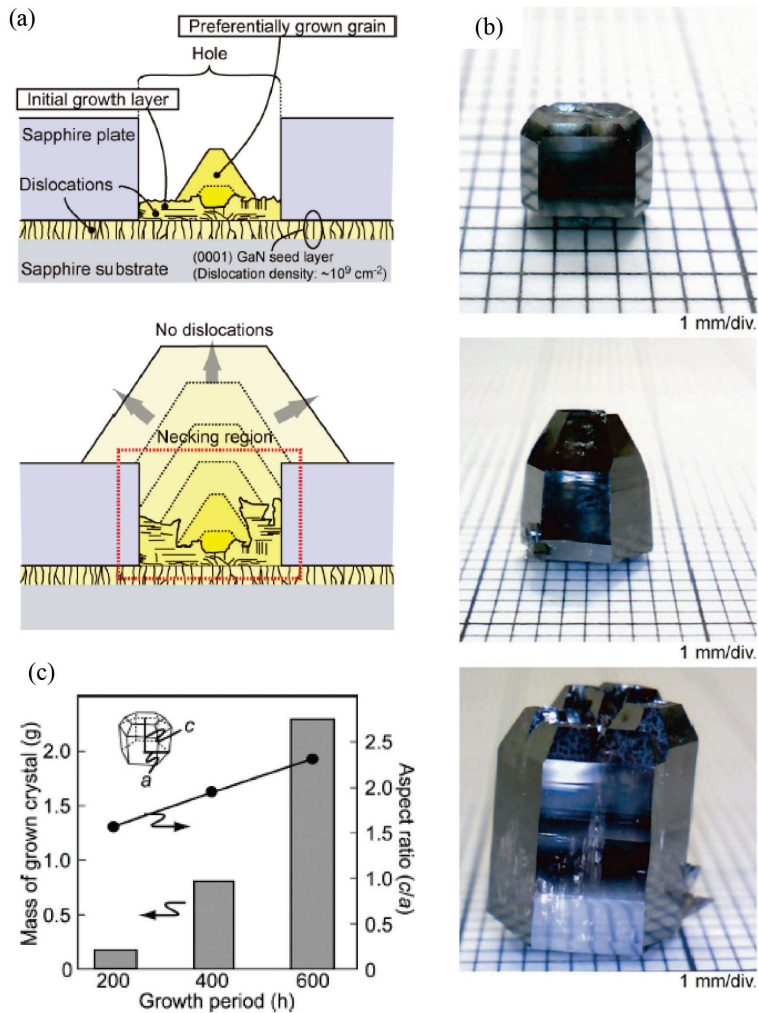 (a)
Preferentially grown grain
Hole
Initial growth layer
Sapphire plate
Dislocations
(0001) GaN seed layer
(Dislocation density: ~10⁹ cm⁻²)
Sapphire substrate
No dislocations
Necking region
(b)
1 mm/div.
1 mm/div.
1 mm/div.
(c)
Mass of grown crystal (g)
2.0
1.5
1.0
0.5
0
c
a
2.5
2.0
1.5
1.0
0.5
0
Aspect ratio (c/a)
200 400 600
Growth period (h)